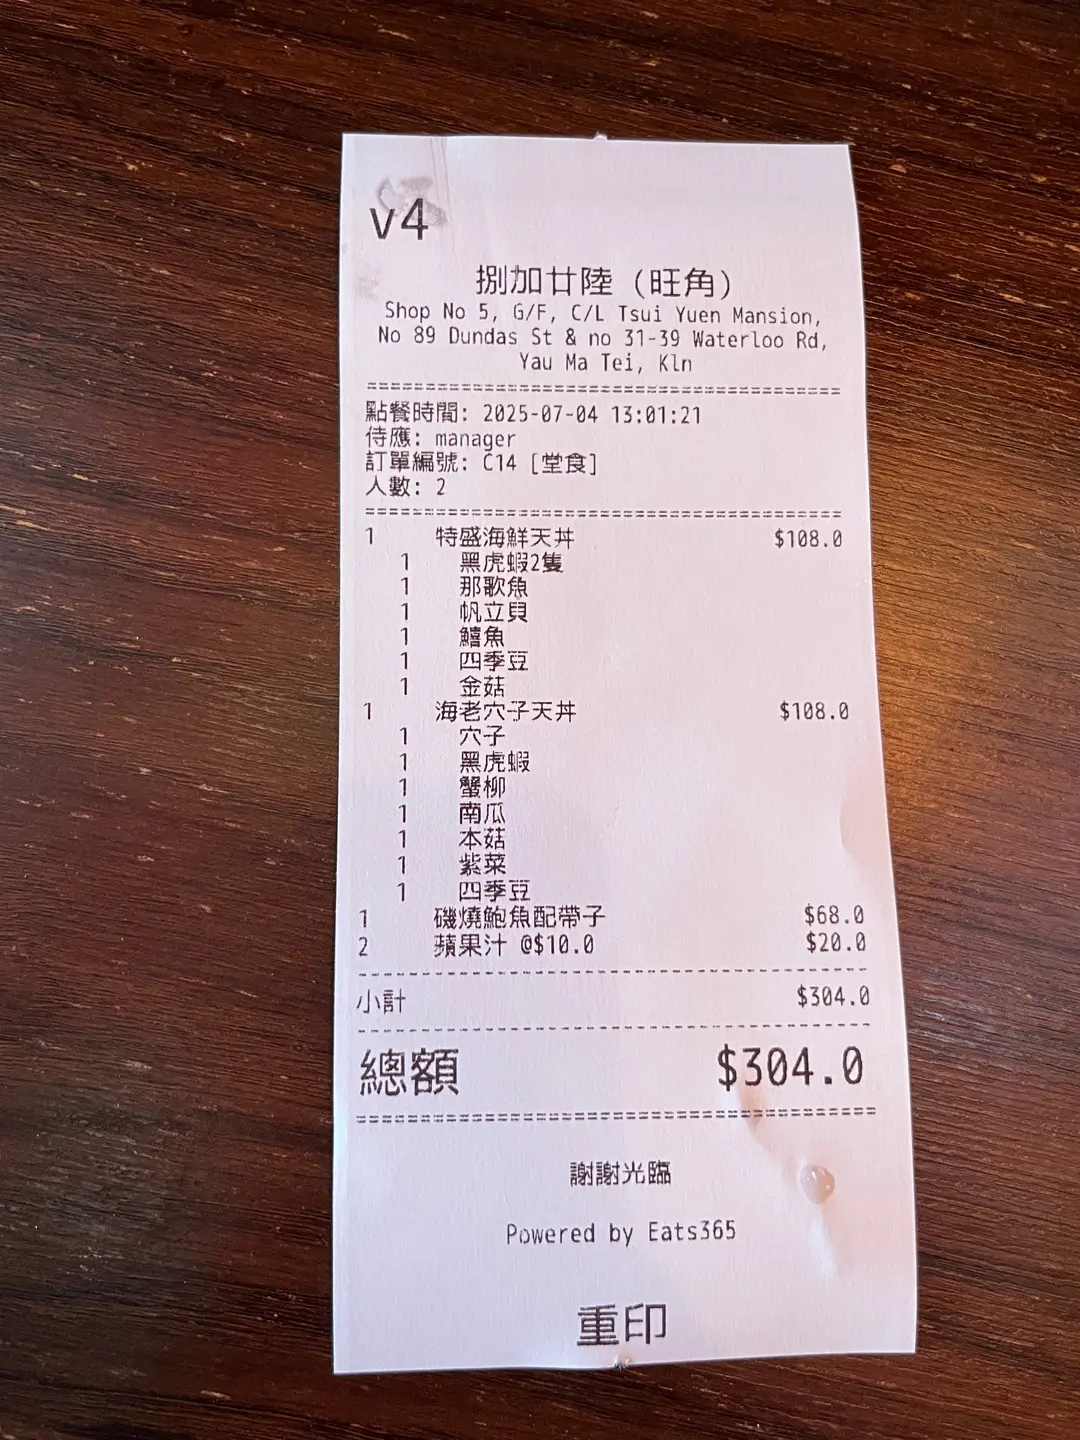 v4
捌加廿陸 (旺角)
Shop No 5, G/F, C/L Tsui Yuen Mansion,
No 89 Dundas St & no 31-39 Waterloo Rd,
Yau Ma Tei, Kln
點餐時間: 2025-07-04 13:01:21
侍應: manager
訂單編號: C14 [堂食]
人數: 2
1 特盛海鮮天丼 $108.0
1 黑虎蝦2隻
1 那歌魚
1 帆立貝
1 鱚魚
1 四季豆
1 金菇
1 海老穴子天丼 $108.0
1 穴子
1 黑虎蝦
1 蟹柳
1 南瓜
1 本菇
1 紫菜
1 四季豆
1 磯燒鮑魚配帶子 $68.0
2 蘋果汁 @$10.0 $20.0
小計 $304.0
總額 $304.0
謝謝光臨
Powered by Eats365
重印